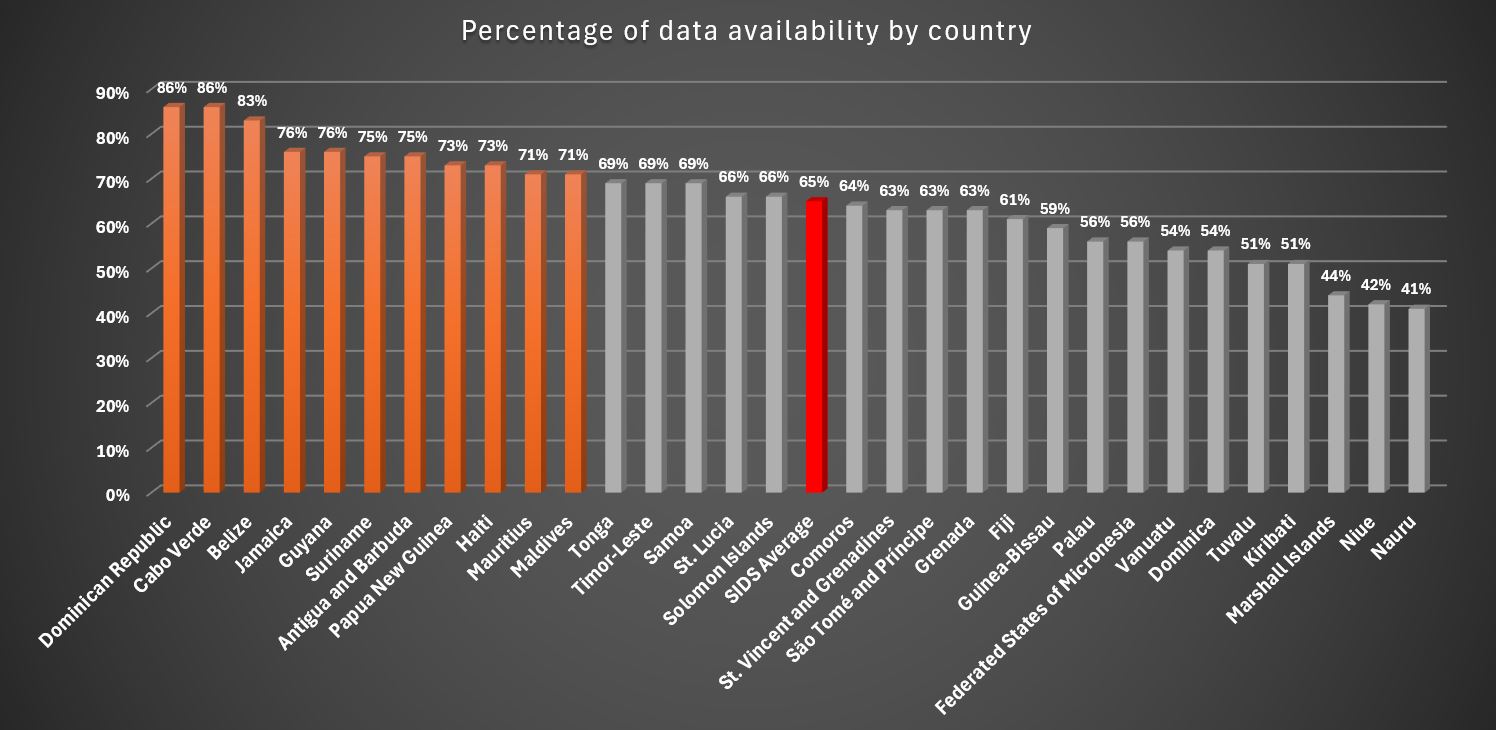 Percentage of data availability by country
90%
80%
70%
60%
50%
40%
30%
20%
10%
0%
86%
86%
83%
76%
76%
75%
75%
73%
73%
71%
71%
69%
69%
69%
66%
66%
65%
64%
63%
63%
63%
61%
59%
56%
56%
54%
54%
51%
51%
44%
42%
41%
Dominican Republic
Cabo Verde
Belize
Jamaica
Guyana
Suriname
Antigua and Barbuda
Papua New Guinea
Haiti
Mauritius
Maldives
Tonga
Timor-Leste
Samoa
St. Lucia
Solomon Islands
SIDS Average
Comoros
St. Vincent and Grenadines
São Tomé and Príncipe
Grenada
Fiji
Guinea-Bissau
Palau
Federated States of Micronesia
Vanuatu
Dominica
Tuvalu
Kiribati
Marshall Islands
Niue
Nauru